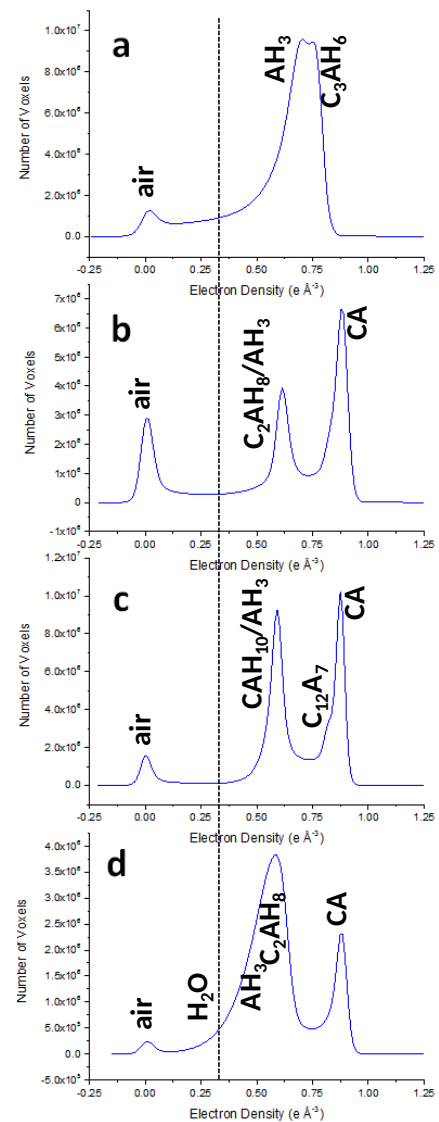 a
Number of Voxels
1.0x10⁷
8.0x10⁶
6.0x10⁶
4.0x10⁶
2.0x10⁶
0.0
air
AH₃
C₃AH₆
-0.25 0.00 0.25 0.50 0.75 1.00 1.25
Electron Density (e Å⁻³)
b
Number of Voxels
7x10⁶
6x10⁶
5x10⁶
4x10⁶
3x10⁶
2x10⁶
1x10⁶
0
-1x10⁶
air
C₂AH₈/AH₃
CA
-0.25 0.00 0.25 0.50 0.75 1.00 1.25
Electron Density (e Å⁻³)
c
Number of Voxels
1.2x10⁷
1.0x10⁷
8.0x10⁶
6.0x10⁶
4.0x10⁶
2.0x10⁶
0.0
air
CAH₁₀/AH₃
C₁₂A₇
CA
-0.25 0.00 0.25 0.50 0.75 1.00 1.25
Electron Density (e Å⁻³)
d
Number of Voxels
4.0x10⁶
3.5x10⁶
3.0x10⁶
2.5x10⁶
2.0x10⁶
1.5x10⁶
1.0x10⁶
5.0x10⁵
0.0
-5.0x10⁵
air
H₂O
AH₃
C₂AH₈
CA
-0.25 0.00 0.25 0.50 0.75 1.00 1.25
Electron Density (e Å⁻³)